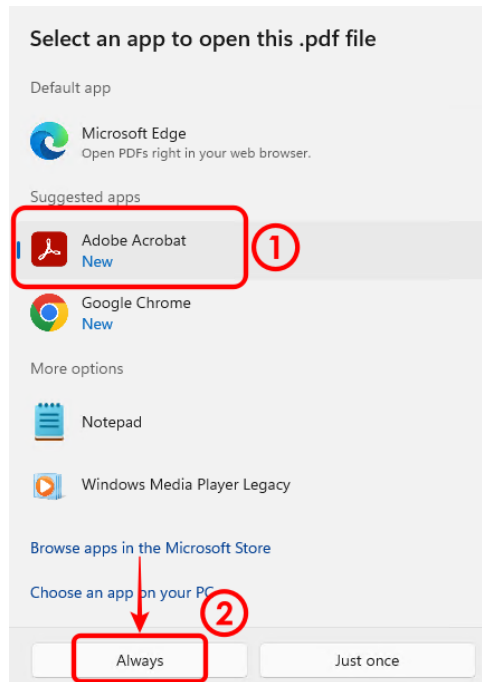 Select an app to open this .pdf file
Default app
Microsoft Edge
Open PDFs right in your web browser.
Suggested apps
Adobe Acrobat
New
1
Google Chrome
New
More options
Notepad
Windows Media Player Legacy
Browse apps in the Microsoft Store
Choose an app on your PC
2
Always
Just once